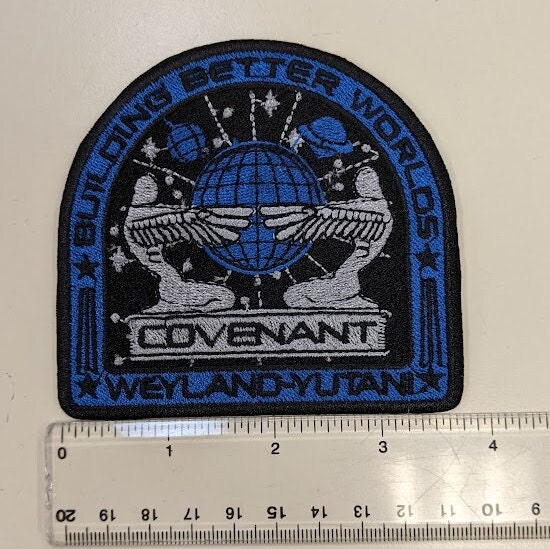 BUILDING BETTER WORLDS
COVENANT
WEYLAND-YUTANI
0 1 2 3 4
20 19 18 17 16 15 14 13 12 11 10 9